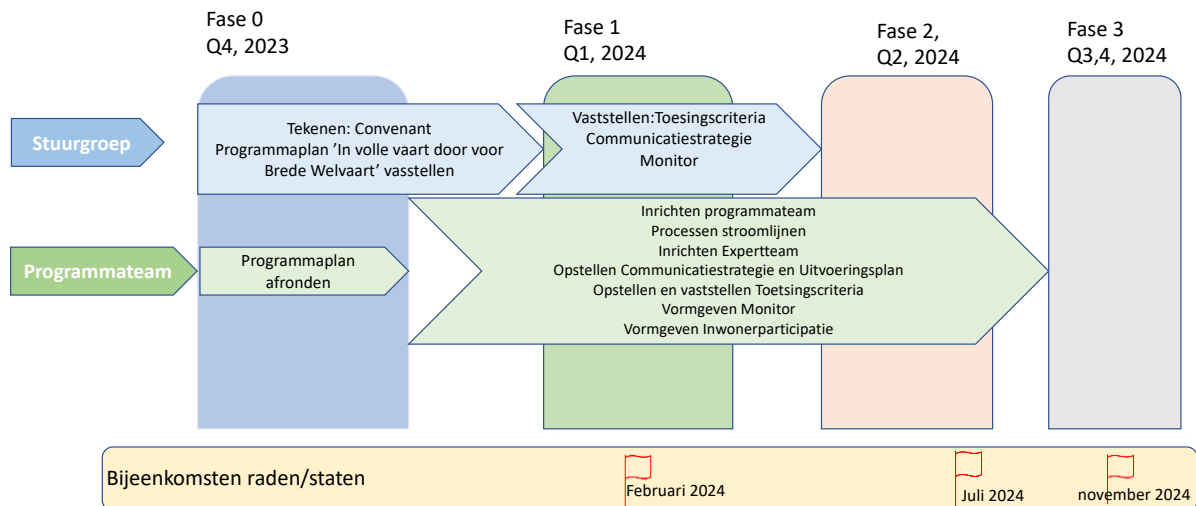 Fase 0
Q4, 2023
Fase 1
Q1, 2024
Fase 2,
Q2, 2024
Fase 3
Q3,4, 2024
Stuurgroep
Tekenen: Convenant
Programmaplan ’In volle vaart door voor
Brede Welvaart’ vasstellen
Vaststellen:Toesingscriteria
Communicatiestrategie
Monitor
Programmateam
Programmaplan
afronden
Inrichten programmateam
Processen stroomlijnen
Inrichten Expertteam
Opstellen Communicatiestrategie en Uitvoeringsplan
Opstellen en vaststellen Toetsingscriteria
Vormgeven Monitor
Vormgeven Inwonerparticipatie
Bijeenkomsten raden/staten
Februari 2024
Juli 2024
november 2024